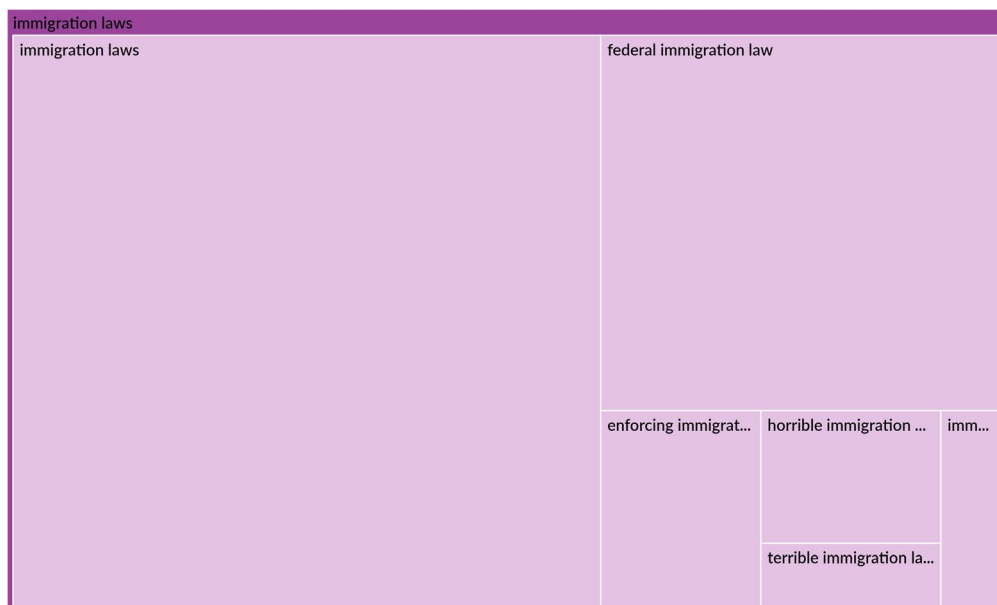 immigration laws
immigration laws
federal immigration law
enforcing immigrat...
horrible immigration ...
imm...
terrible immigration la...